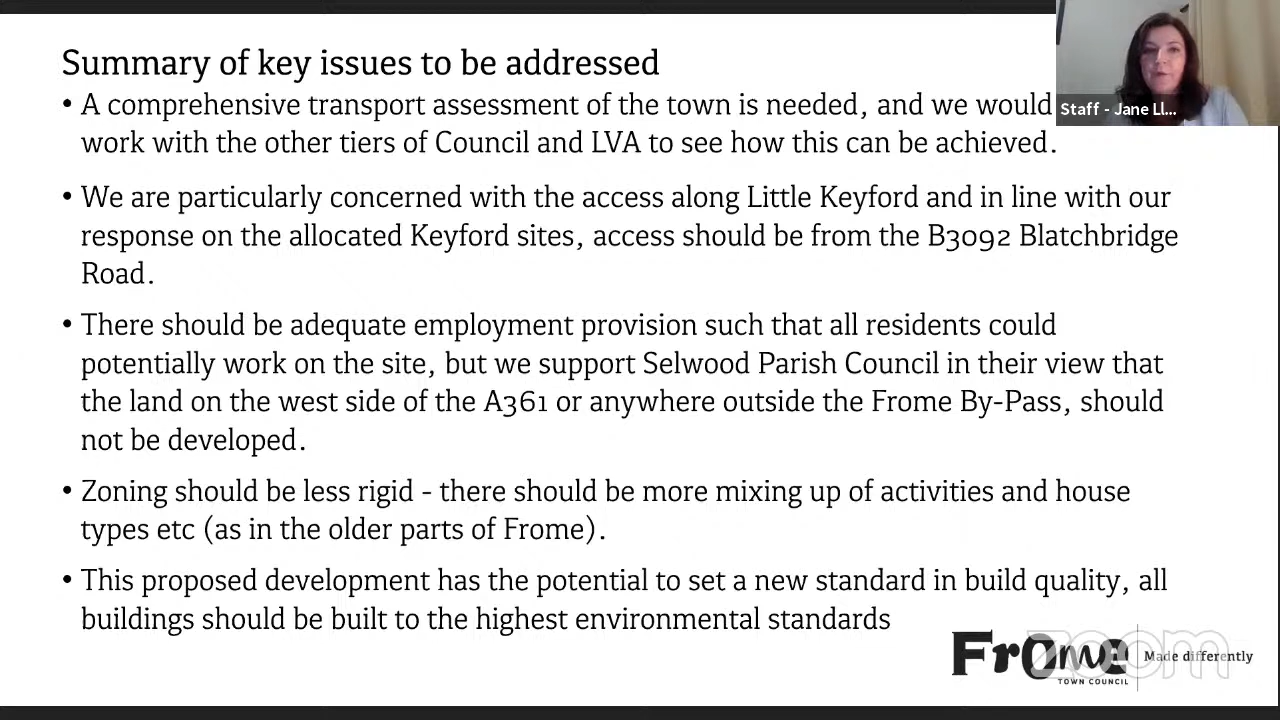 Summary of key issues to be addressed
• A comprehensive transport assessment of the town is needed, and we would
work with the other tiers of Council and LVA to see how this can be achieved.
• We are particularly concerned with the access along Little Keyford and in line with our
response on the allocated Keyford sites, access should be from the B3092 Blatchbridge
Road.
• There should be adequate employment provision such that all residents could
potentially work on the site, but we support Selwood Parish Council in their view that
the land on the west side of the A361 or anywhere outside the Frome By-Pass, should
not be developed.
• Zoning should be less rigid - there should be more mixing up of activities and house
types etc (as in the older parts of Frome).
• This proposed development has the potential to set a new standard in build quality, all
buildings should be built to the highest environmental standards
Staff - Jane Ll...
Frome
TOWN COUNCIL
Made differently
zoom